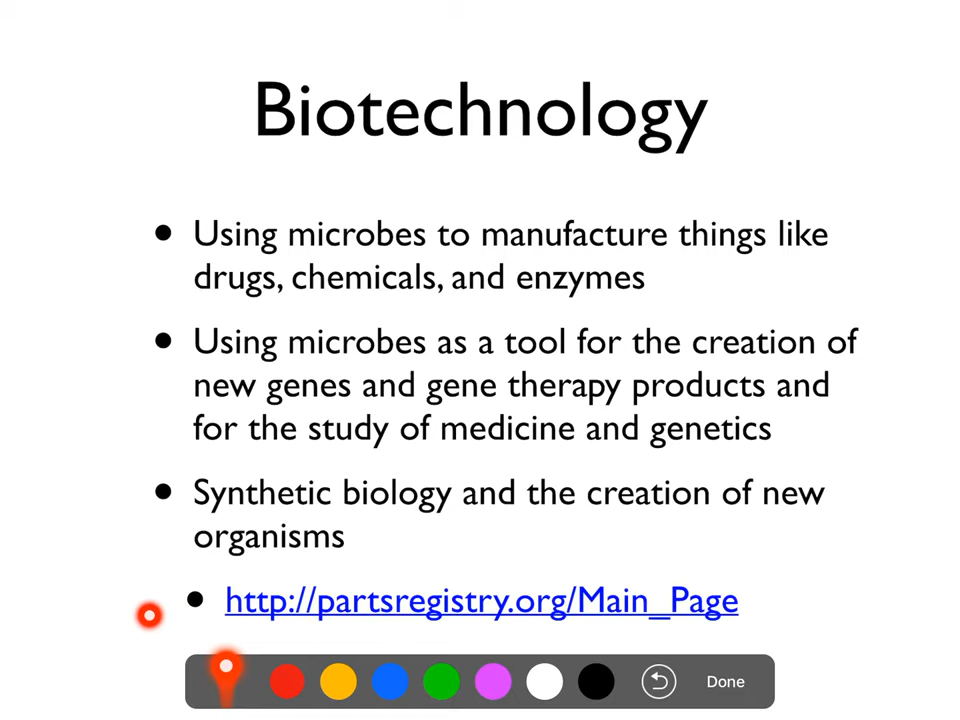 Biotechnology
• Using microbes to manufacture things like
drugs, chemicals, and enzymes
• Using microbes as a tool for the creation of
new genes and gene therapy products and
for the study of medicine and genetics
• Synthetic biology and the creation of new
organisms
• http://partsregistry.org/Main_Page
Done